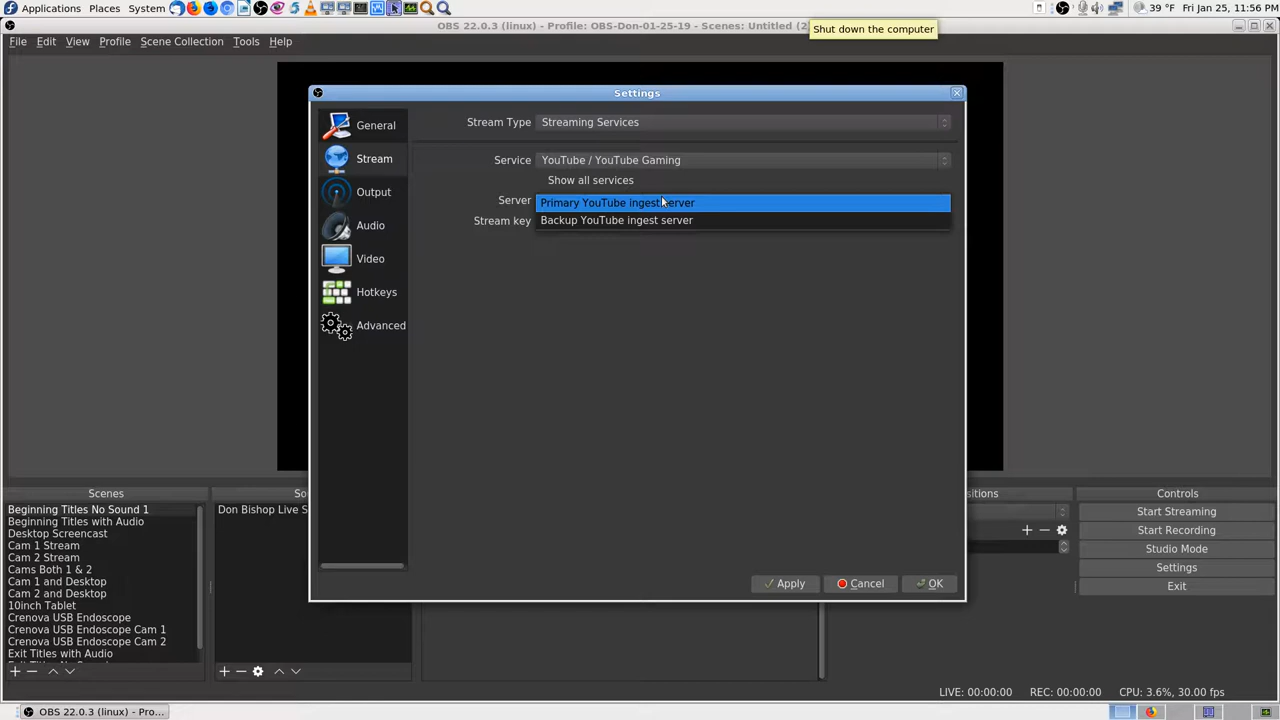 Applications Places System
39 °F Fri Jan 25, 11:56 PM
OBS 22.0.3 (linux) - Profile: OBS-Don-01-25-19 - Scenes: Untitled (2
Shut down the computer
File Edit View Profile Scene Collection Tools Help
Settings
General
Stream
Output
Audio
Video
Hotkeys
Advanced
Stream Type Streaming Services
Service YouTube / YouTube Gaming
Show all services
Server Primary YouTube ingest server
Backup YouTube ingest server
Stream key
Apply Cancel OK
Scenes
Beginning Titles No Sound 1
Beginning Titles with Audio
Desktop Screencast
Cam 1 Stream
Cam 2 Stream
Cams Both 1 & 2
Cam 1 and Desktop
Cam 2 and Desktop
10inch Tablet
Crenova USB Endoscope
Crenova USB Endoscope Cam 1
Crenova USB Endoscope Cam 2
Exit Titles with Audio
So
Don Bishop Live S
sitions
Controls
Start Streaming
Start Recording
Studio Mode
Settings
Exit
LIVE: 00:00:00 REC: 00:00:00 CPU: 3.6%, 30.00 fps
OBS 22.0.3 (linux) - Pro...